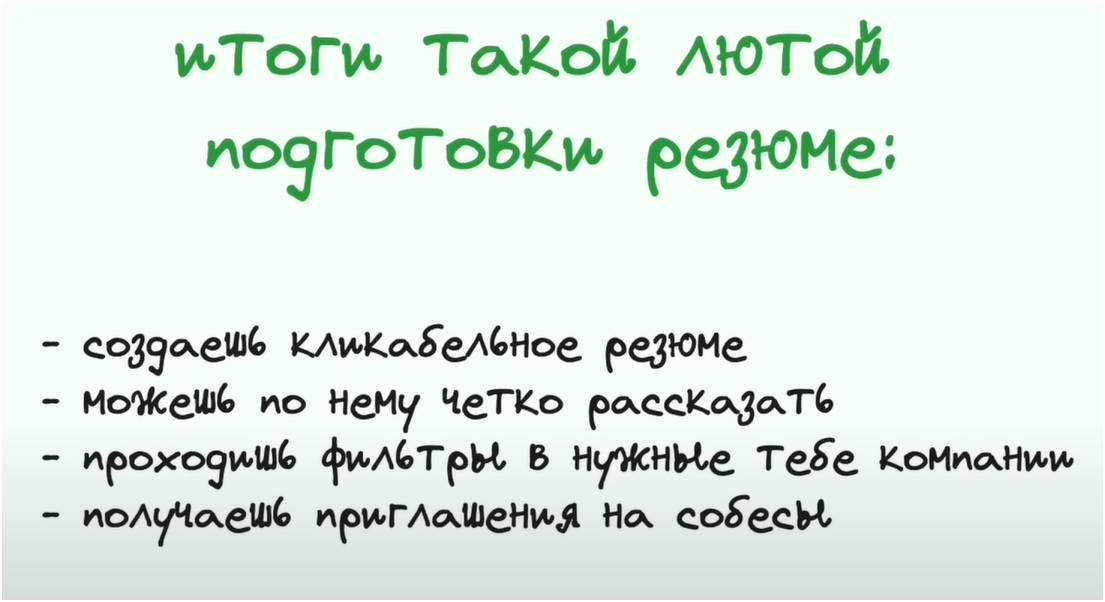 итоги такой лютой
подготовки резюме:
- создаешь кликабельное резюме
- можешь по нему четко рассказать
- проходишь фильтры в нужные тебе компании
- получаешь приглашения на собесы